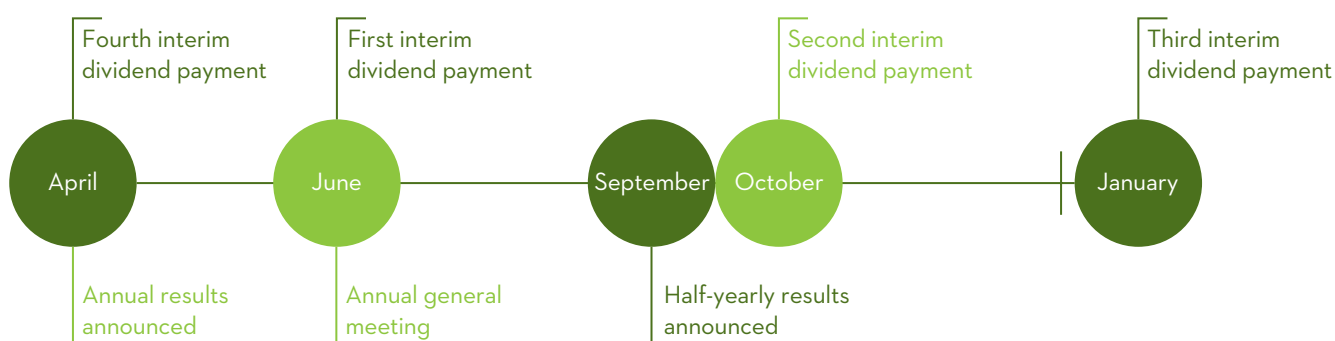 Fourth interim
dividend payment
First interim
dividend payment
Second interim
dividend payment
Third interim
dividend payment
April
June
September
October
January
Annual results
announced
Annual general
meeting
Half-yearly results
announced